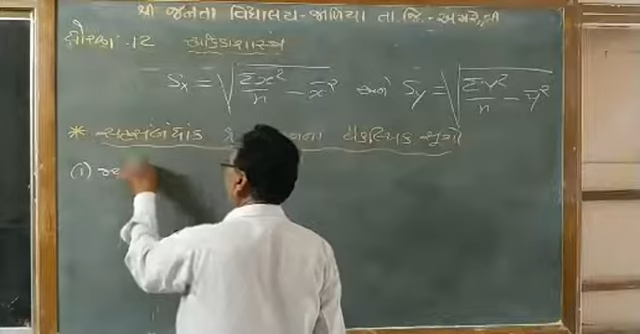 શ્રી જનતા વિદ્યાલય-જાળિયા તા.જિ.-અમરેલી
ધોરણ :-12 આંકડાશાસ્ત્ર
Sx = √(Σx²/n - x̄²) અને Sy = √(Σy²/n - ȳ²)
* સહસંબંધાંક વૈકલ્પિક સૂત્રો
(1)